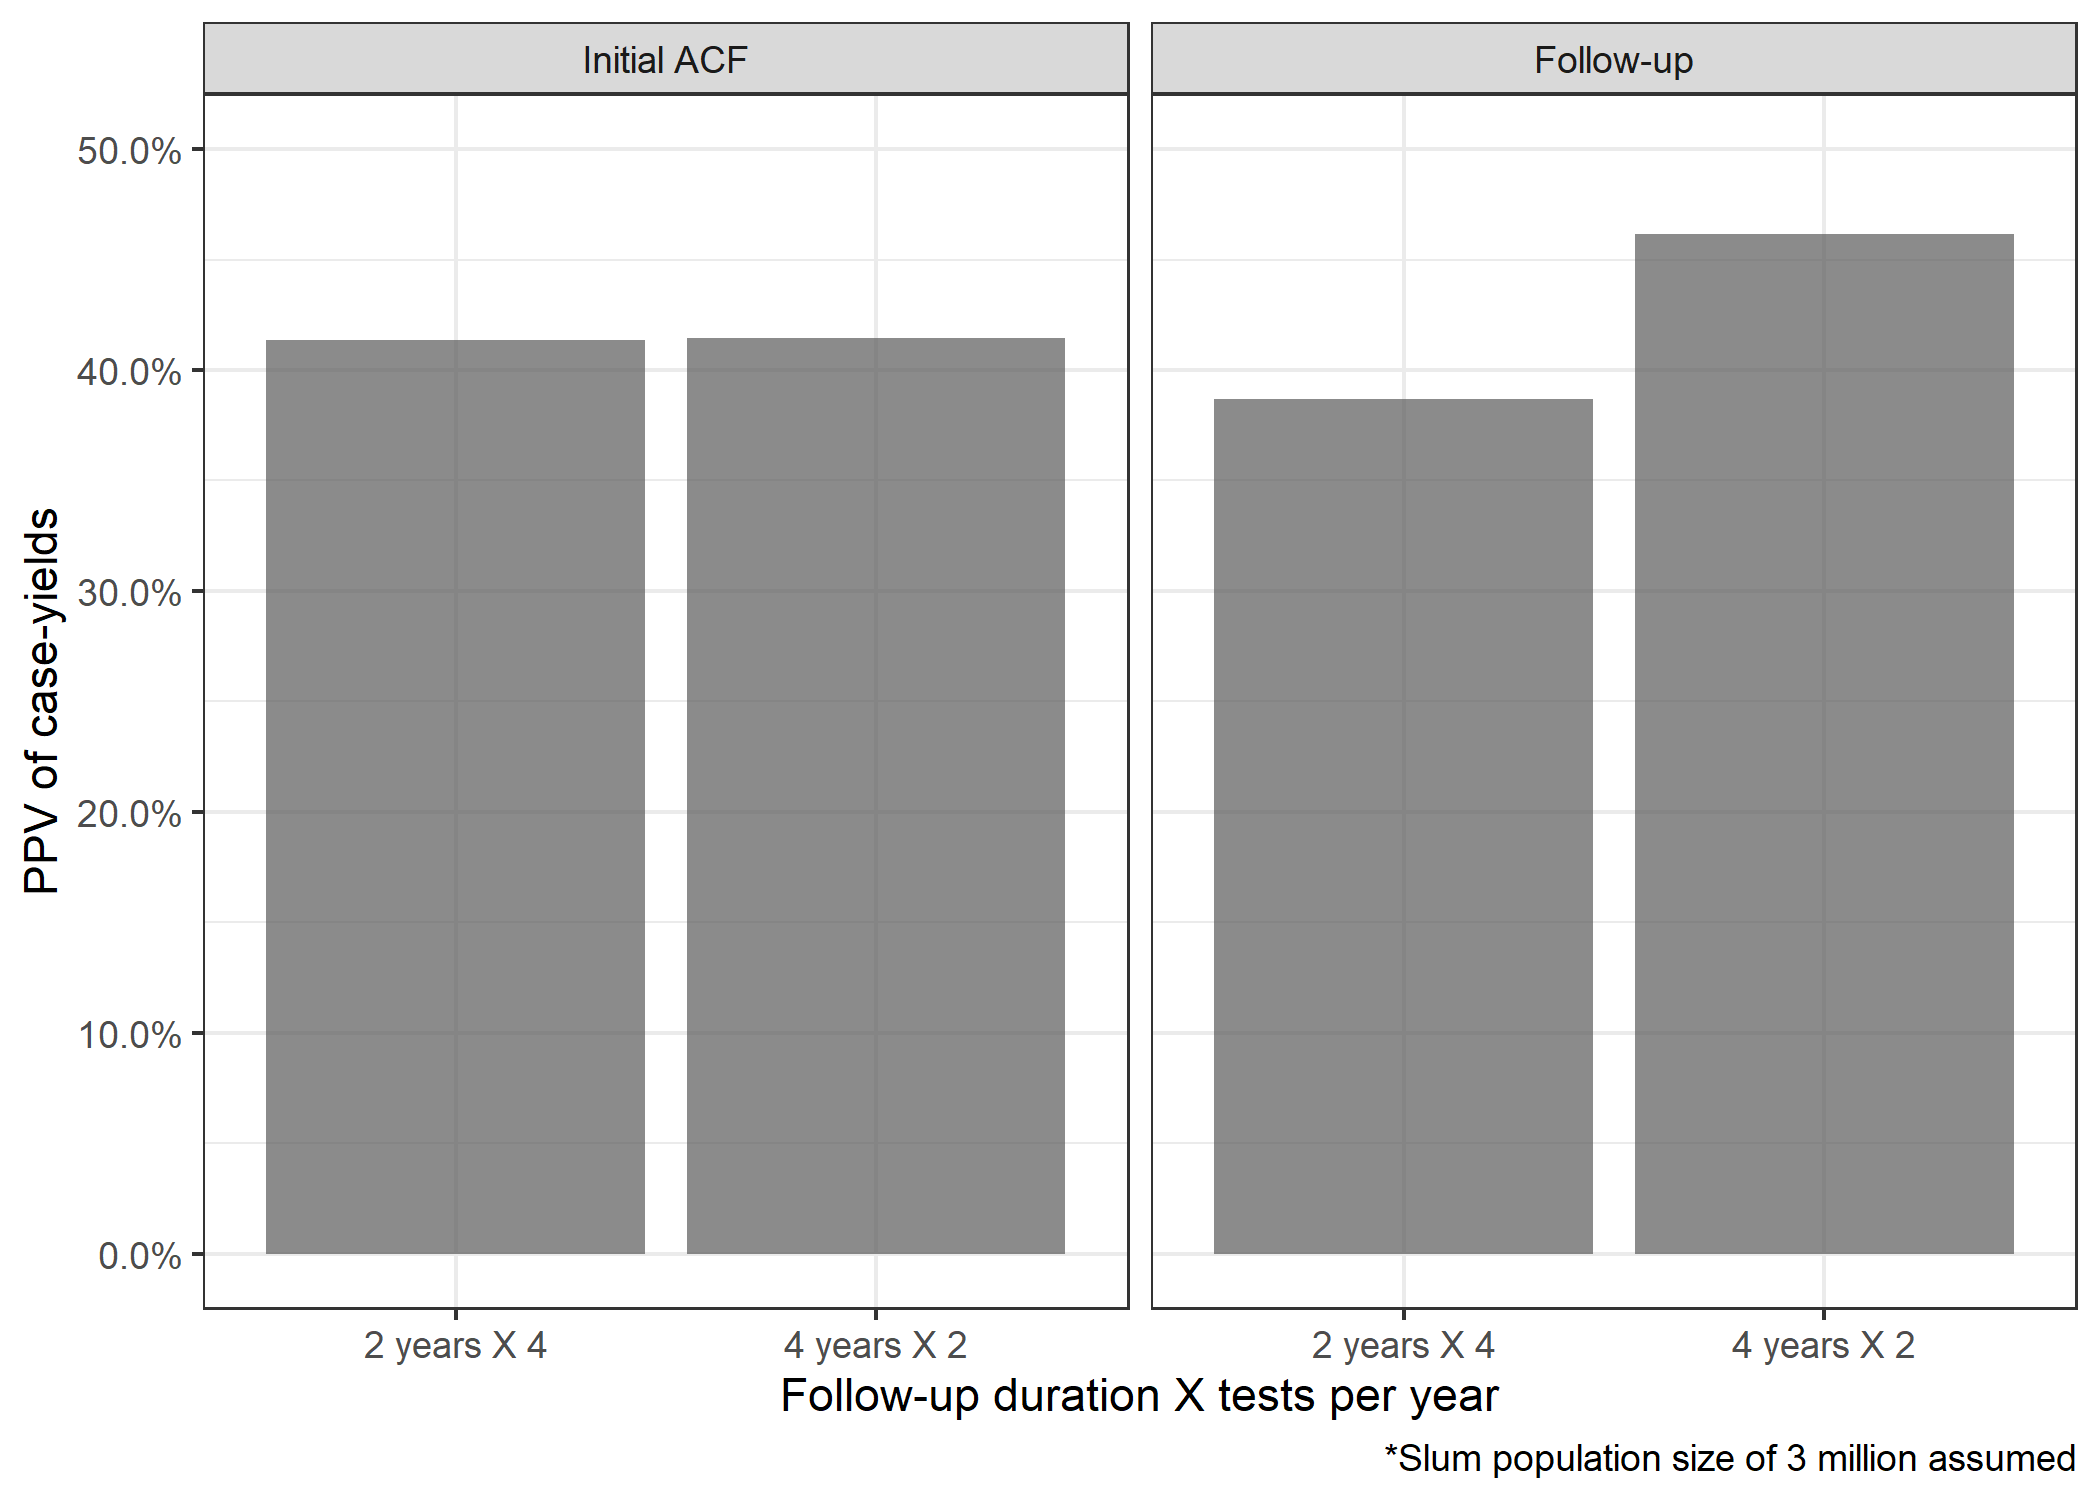 Initial ACF
Follow-up
PPV of case-yields
50.0%
40.0%
30.0%
20.0%
10.0%
0.0%
2 years X 4
4 years X 2
2 years X 4
4 years X 2
Follow-up duration X tests per year
*Slum population size of 3 million assumed